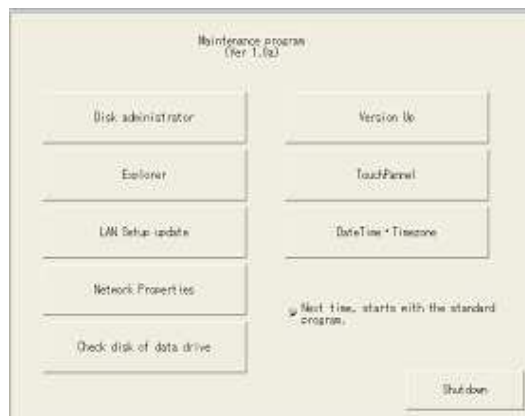 Maintenance program
(Ver 1.0a)
Disk administrator
Version Up
Explorer
TouchPannel
LAN Setup update
DateTime・Timezone
Network Properties
Next time, starts with the standard
program.
Check disk of data drive
Shutdown